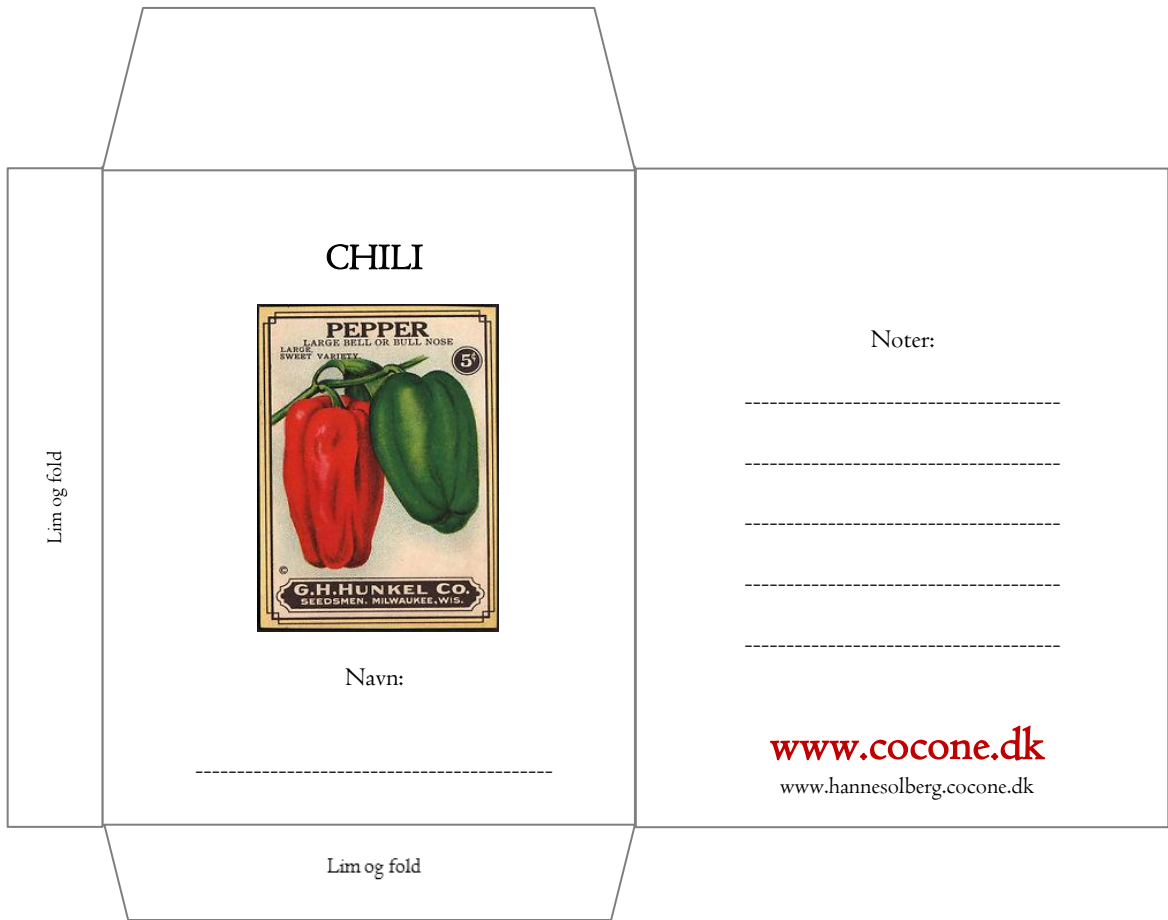 CHILI
PEPPER
LARGE BELL OR BULL NOSE
LARGE,
SWEET VARIETY.
5¢
©
G.H.HUNKEL CO.
SEEDSMEN. MILWAUKEE, WIS.
Navn:
Lim og fold
Lim og fold
Noter:
www.cocone.dk
www.hannesolberg.cocone.dk